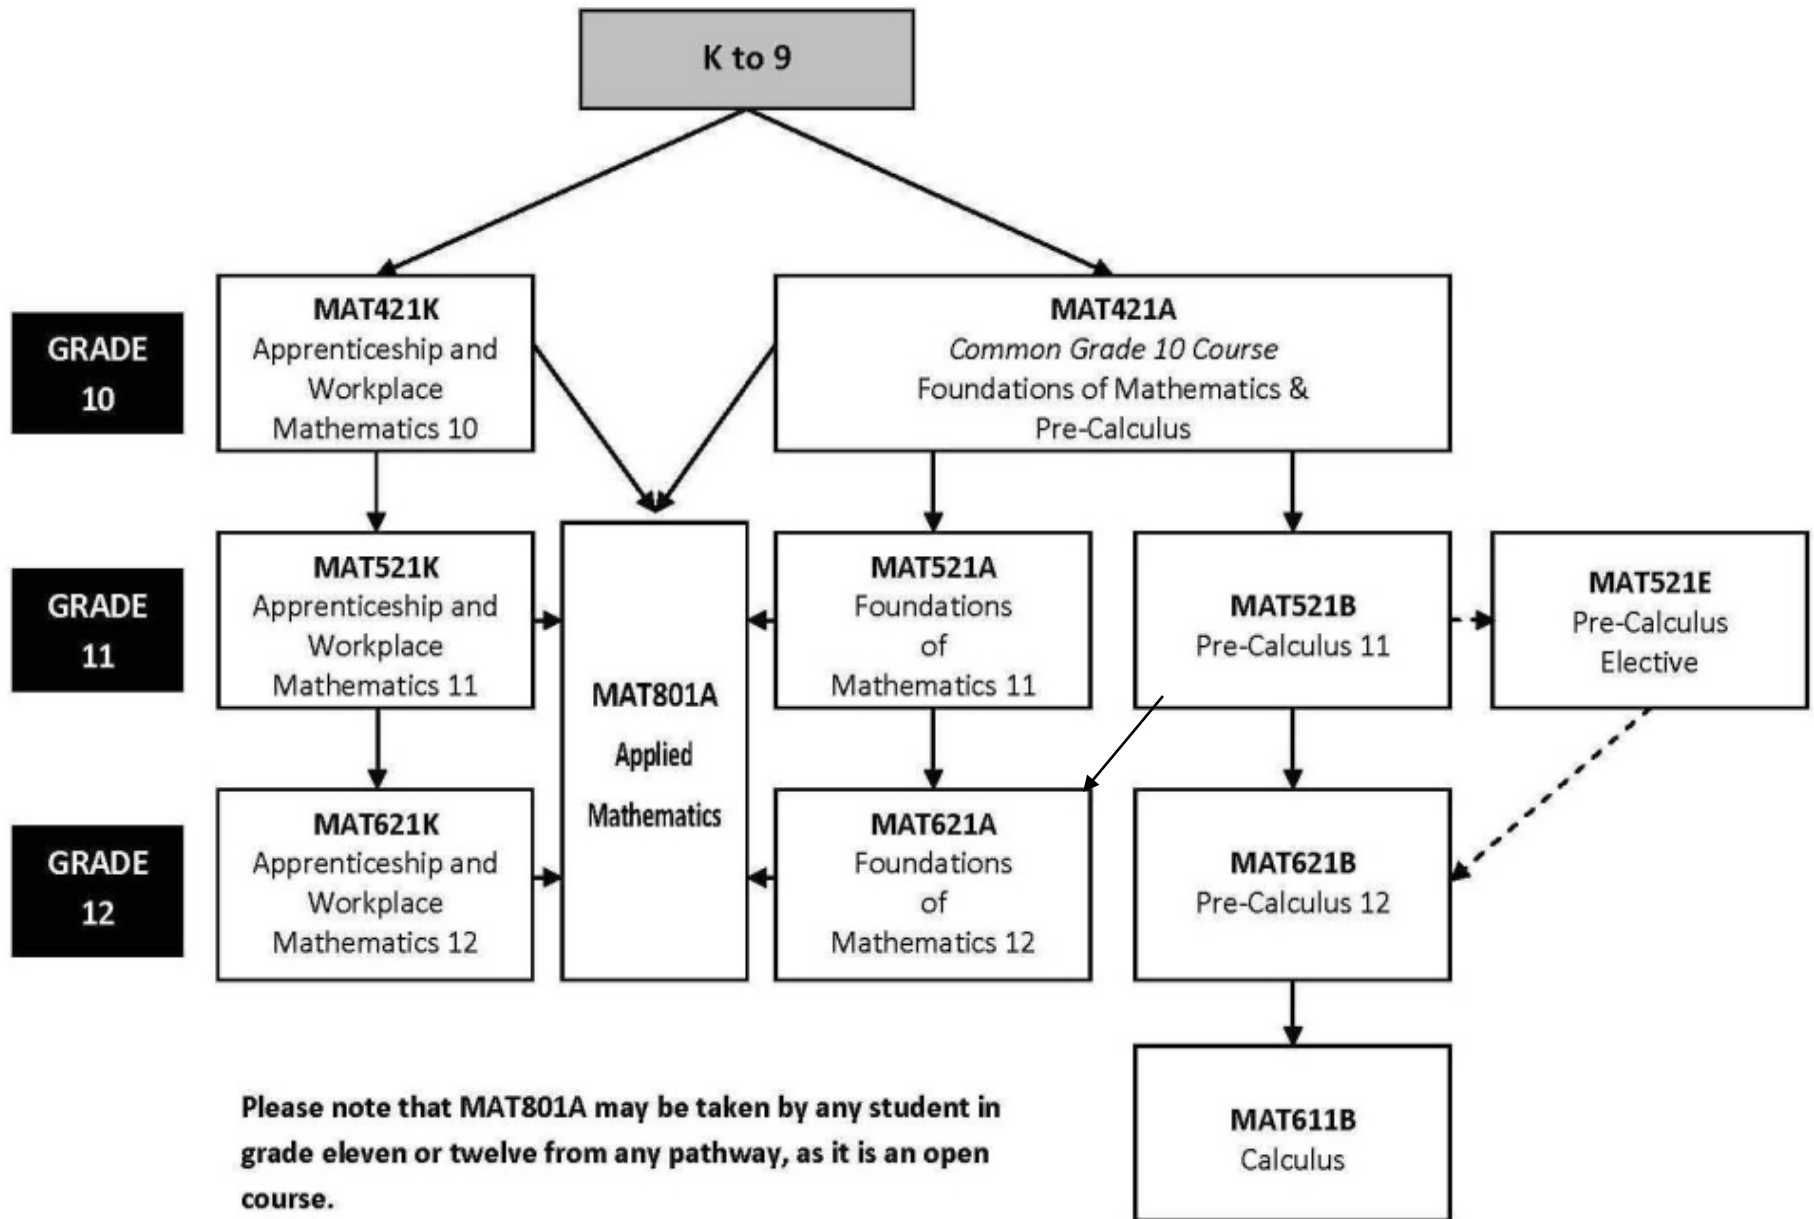 K to 9
GRADE
10
MAT421K
Apprenticeship and
Workplace
Mathematics 10
MAT421A
Common Grade 10 Course
Foundations of Mathematics &
Pre-Calculus
GRADE
11
MAT521K
Apprenticeship and
Workplace
Mathematics 11
MAT801A
Applied
Mathematics
MAT521A
Foundations
of
Mathematics 11
MAT521B
Pre-Calculus 11
MAT521E
Pre-Calculus
Elective
GRADE
12
MAT621K
Apprenticeship and
Workplace
Mathematics 12
MAT621A
Foundations
of
Mathematics 12
MAT621B
Pre-Calculus 12
MAT611B
Calculus
Please note that MAT801A may be taken by any student in
grade eleven or twelve from any pathway, as it is an open
course.